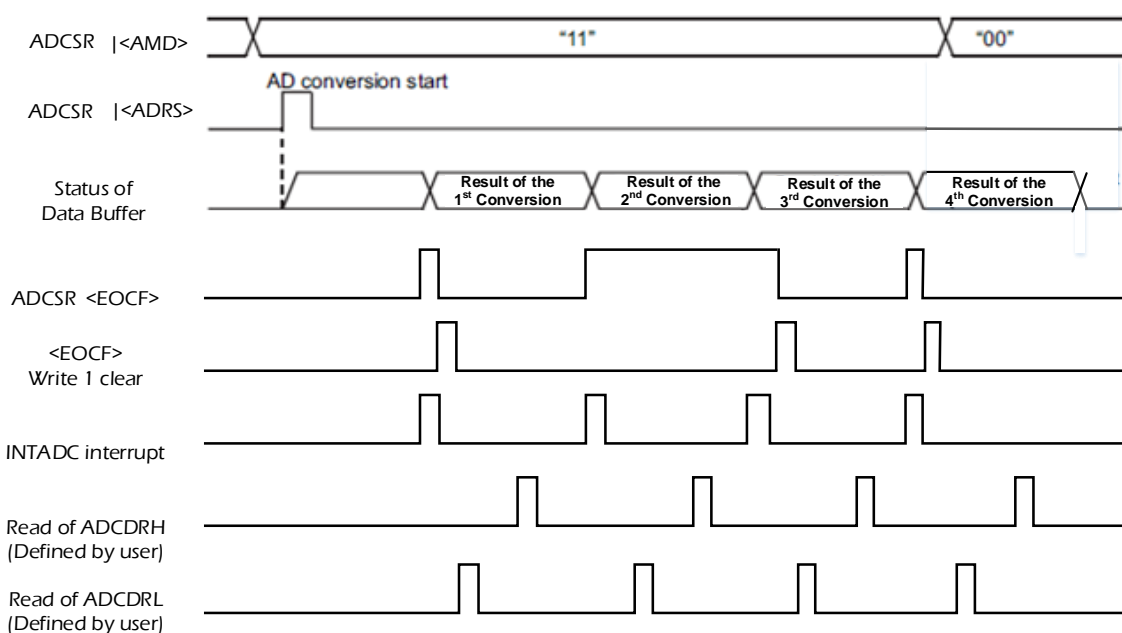 ADCSR |<AMD>
"11"
"00"
AD conversion start
ADCSR |<ADRS>
Status of
Data Buffer
Result of the
1st Conversion
Result of the
2nd Conversion
Result of the
3rd Conversion
Result of the
4th Conversion
ADCSR <EOCF>
<EOCF>
Write 1 clear
INTADC interrupt
Read of ADCDRH
(Defined by user)
Read of ADCDRL
(Defined by user)